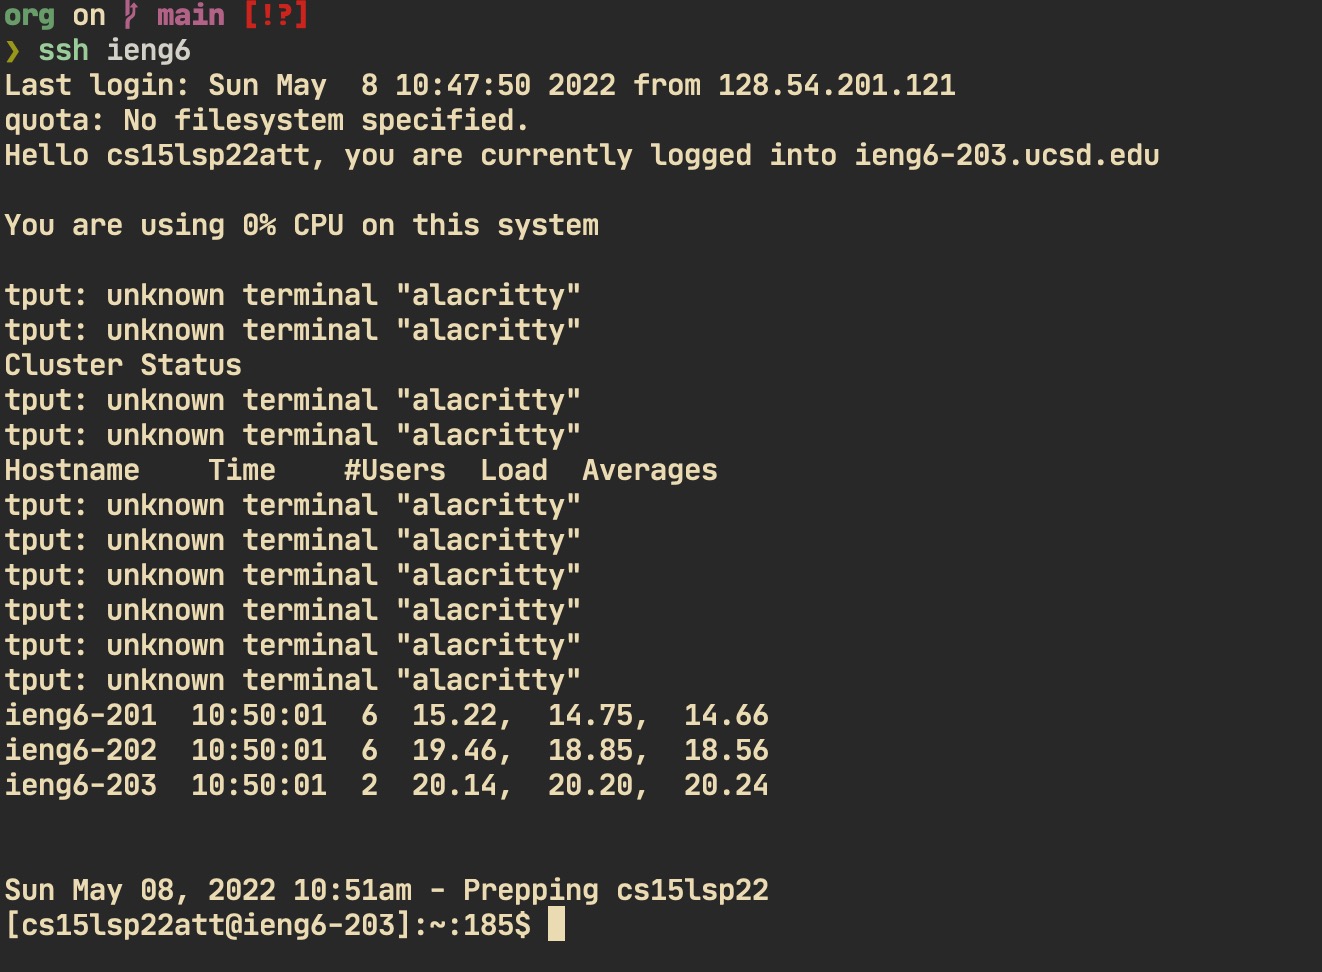 org on main [!?]
❯ ssh ieng6
Last login: Sun May  8 10:47:50 2022 from 128.54.201.121
quota: No filesystem specified.
Hello cs15lsp22att, you are currently logged into ieng6-203.ucsd.edu
You are using 0% CPU on this system
tput: unknown terminal "alacritty"
tput: unknown terminal "alacritty"
Cluster Status
tput: unknown terminal "alacritty"
tput: unknown terminal "alacritty"
Hostname    Time    #Users  Load  Averages
tput: unknown terminal "alacritty"
tput: unknown terminal "alacritty"
tput: unknown terminal "alacritty"
tput: unknown terminal "alacritty"
tput: unknown terminal "alacritty"
tput: unknown terminal "alacritty"
ieng6-201  10:50:01  6  15.22,  14.75,  14.66
ieng6-202  10:50:01  6  19.46,  18.85,  18.56
ieng6-203  10:50:01  2  20.14,  20.20,  20.24
Sun May 08, 2022 10:51am - Prepping cs15lsp22
[cs15lsp22att@ieng6-203]:~:185$